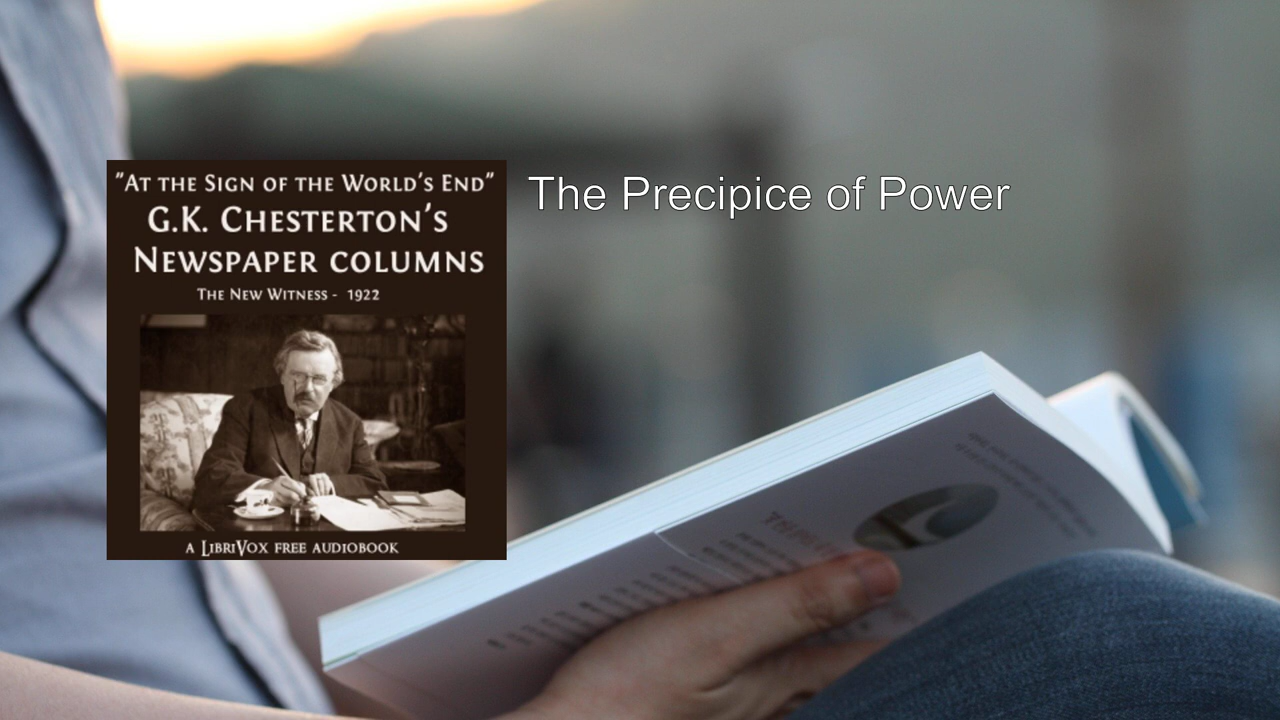 "At the Sign of the World's End"
G.K. Chesterton's
Newspaper columns
The New Witness - 1922
a LibriVox free audiobook
The Precipice of Power